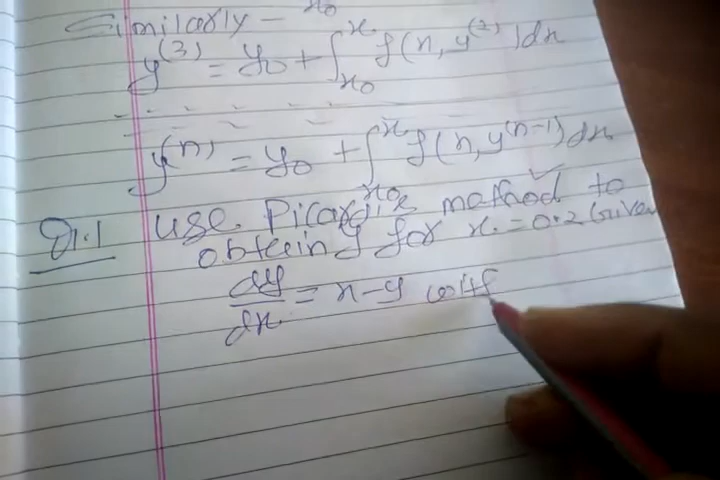 Similarly -
y^(3) = y0 + ∫_{x0}^{x} f(x, y^(2)) dx
y^(n) = y0 + ∫_{x0}^{x} f(x, y^(n-1)) dx
Q1.1 use Picard's method to
obtain y for x = 0.2 Given
dy/dx = x-y with